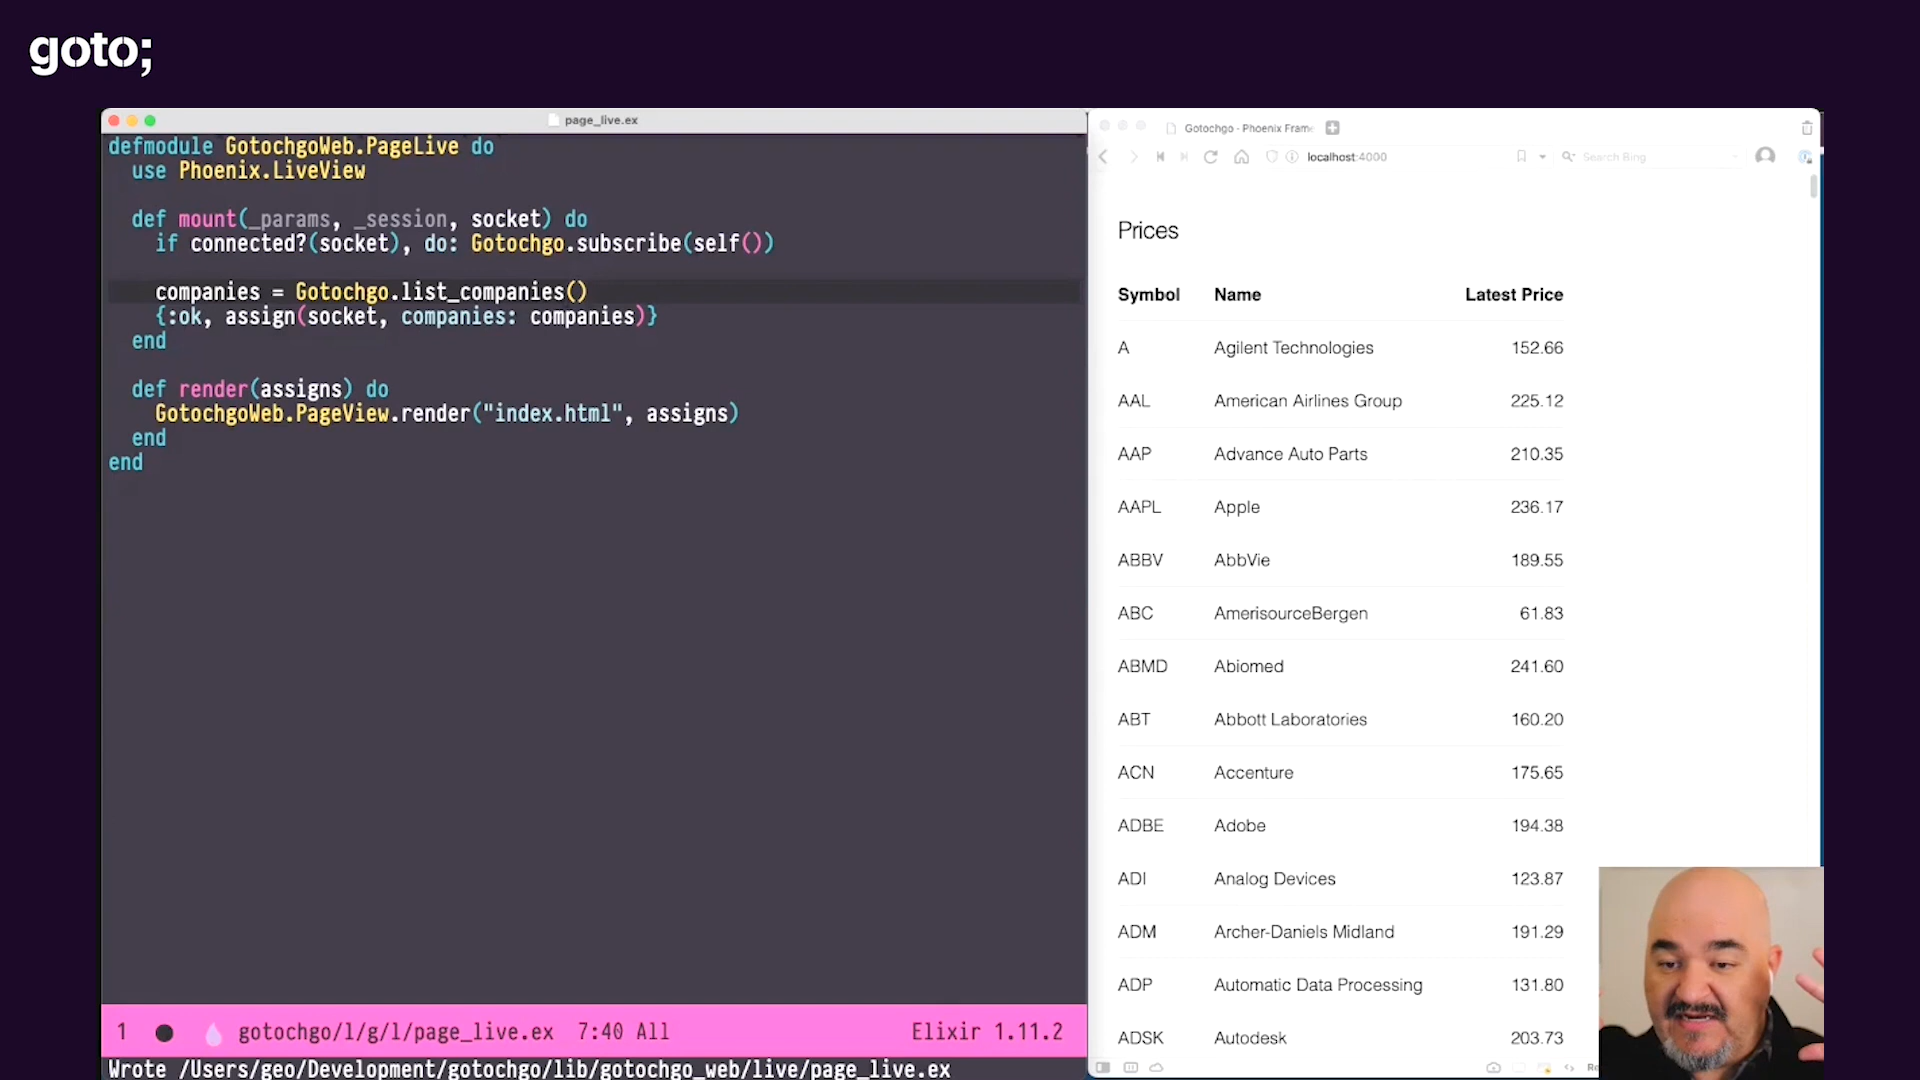 goto;
page_live.ex
defmodule GotochgoWeb.PageLive do
use Phoenix.LiveView
def mount(_params, _session, socket) do
if connected?(socket), do: Gotochgo.subscribe(self())
companies = Gotochgo.list_companies()
{:ok, assign(socket, companies: companies)}
end
def render(assigns) do
GotochgoWeb.PageView.render("index.html", assigns)
end
end
1 gotochgo/l/g/l/page_live.ex 7:40 All Elixir 1.11.2
Wrote /Users/geo/Development/gotochgo/lib/gotochgo_web/live/page_live.ex
Gotochgo - Phoenix Fram
localhost:4000 Search Bing
Prices
Symbol Name Latest Price
A Agilent Technologies 152.66
AAL American Airlines Group 225.12
AAP Advance Auto Parts 210.35
AAPL Apple 236.17
ABBV AbbVie 189.55
ABC AmerisourceBergen 61.83
ABMD Abiomed 241.60
ABT Abbott Laboratories 160.20
ACN Accenture 175.65
ADBE Adobe 194.38
ADI Analog Devices 123.87
ADM Archer-Daniels Midland 191.29
ADP Automatic Data Processing 131.80
ADSK Autodesk 203.73